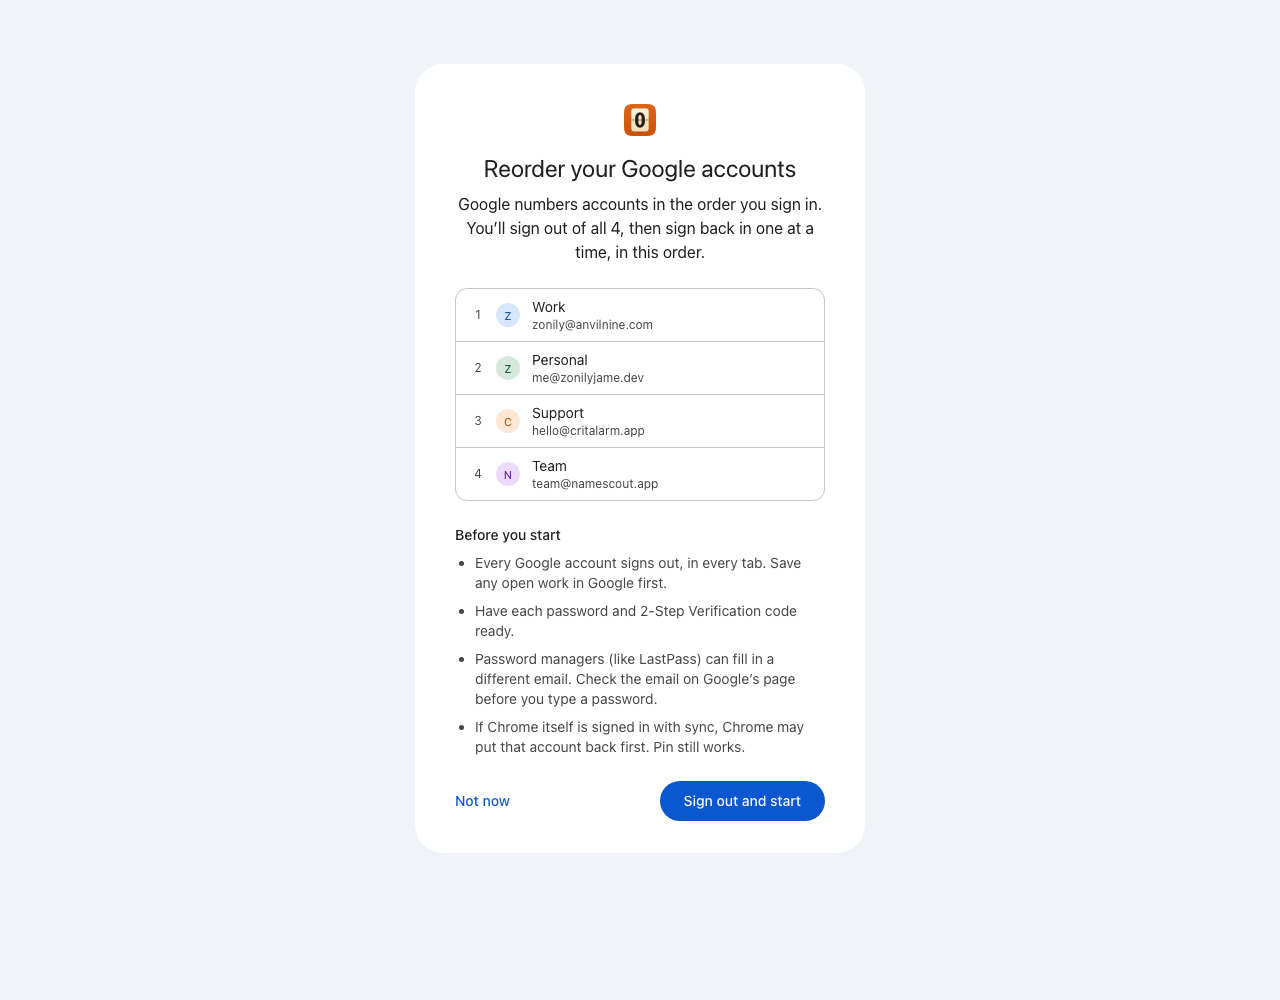 0
Reorder your Google accounts
Google numbers accounts in the order you sign in.
You’ll sign out of all 4, then sign back in one at a
time, in this order.
1 Z Work
zonily@anvilnine.com
2 Z Personal
me@zonilyjame.dev
3 C Support
hello@critalarm.app
4 N Team
team@namescout.app
Before you start
• Every Google account signs out, in every tab. Save
any open work in Google first.
• Have each password and 2-Step Verification code
ready.
• Password managers (like LastPass) can fill in a
different email. Check the email on Google’s page
before you type a password.
• If Chrome itself is signed in with sync, Chrome may
put that account back first. Pin still works.
Not now Sign out and start